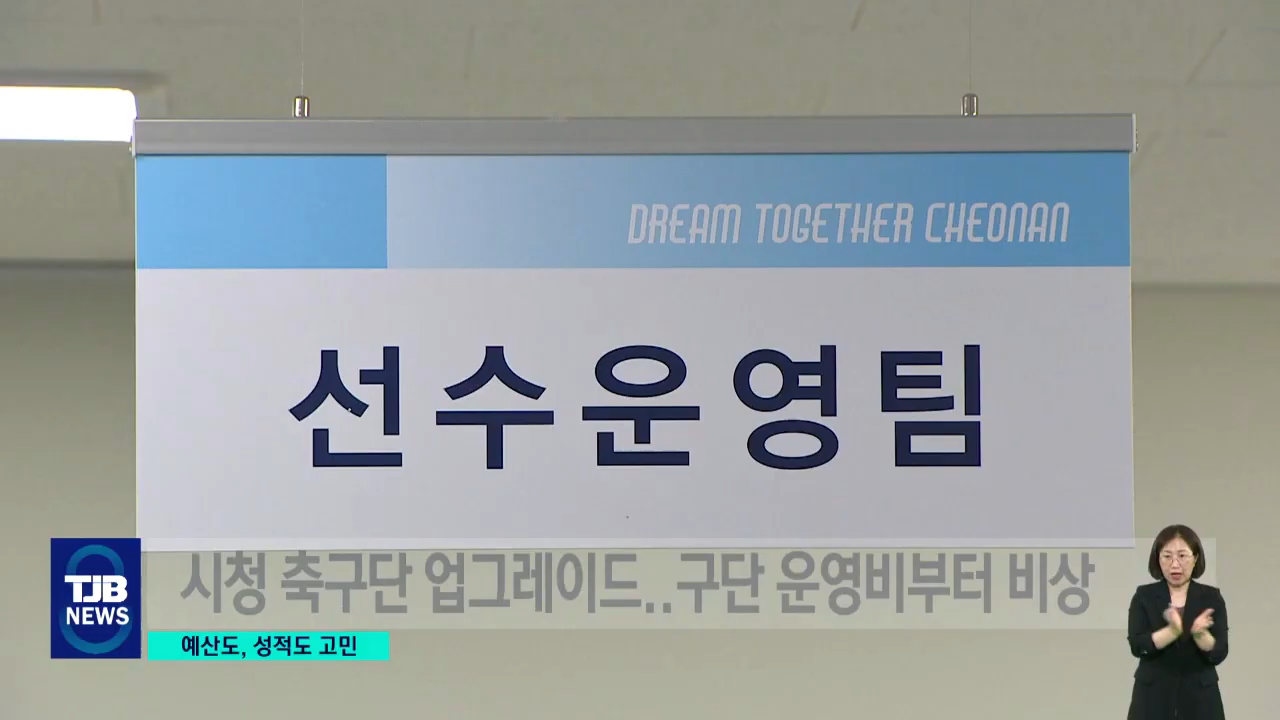 DREAM TOGETHER CHEONAN
선수운영팀
시청 축구단 업그레이드..구단 운영비부터 비상
TJB
NEWS
예산도, 성적도 고민